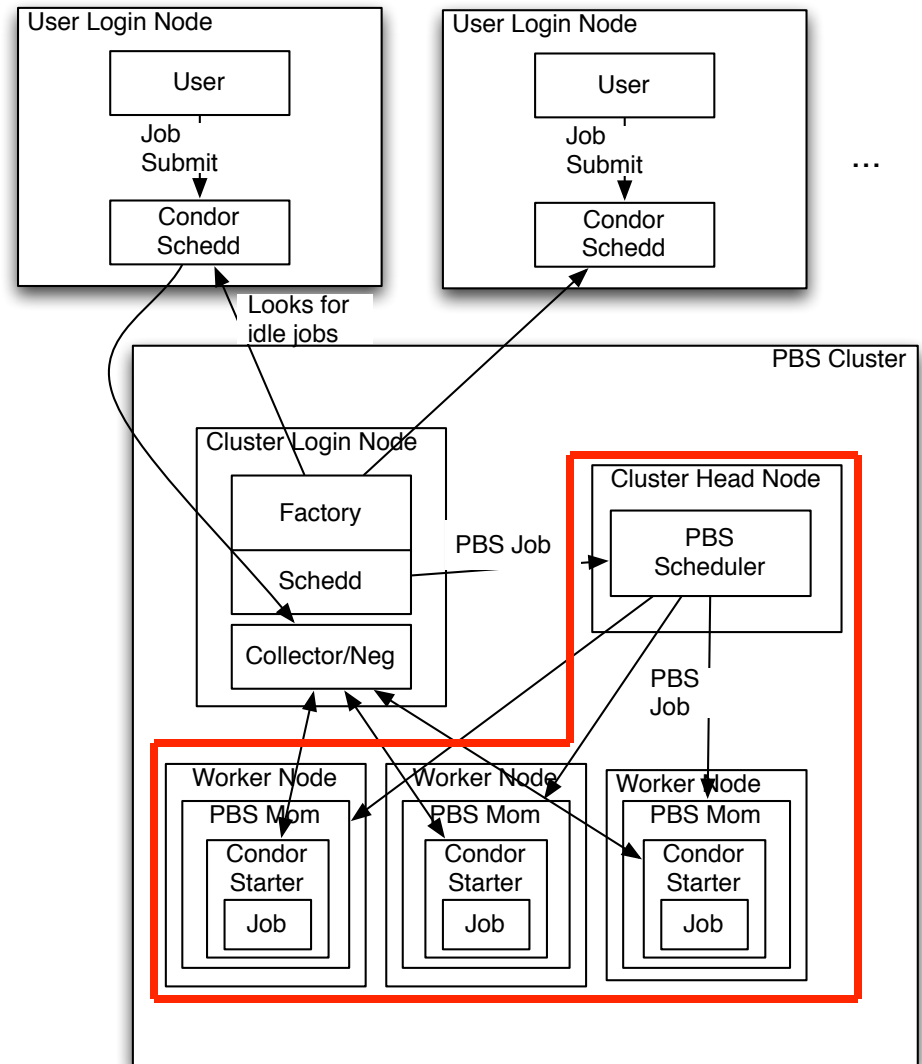 User Login Node
User
Job
Submit
Condor
Schedd
User Login Node
User
Job
Submit
Condor
Schedd
...
Looks for
idle jobs
PBS Cluster
Cluster Login Node
Factory
Schedd
Collector/Neg
PBS Job
Cluster Head Node
PBS
Scheduler
PBS
Job
Worker Node
PBS Mom
Condor
Starter
Job
Worker Node
PBS Mom
Condor
Starter
Job
Worker Node
PBS Mom
Condor
Starter
Job